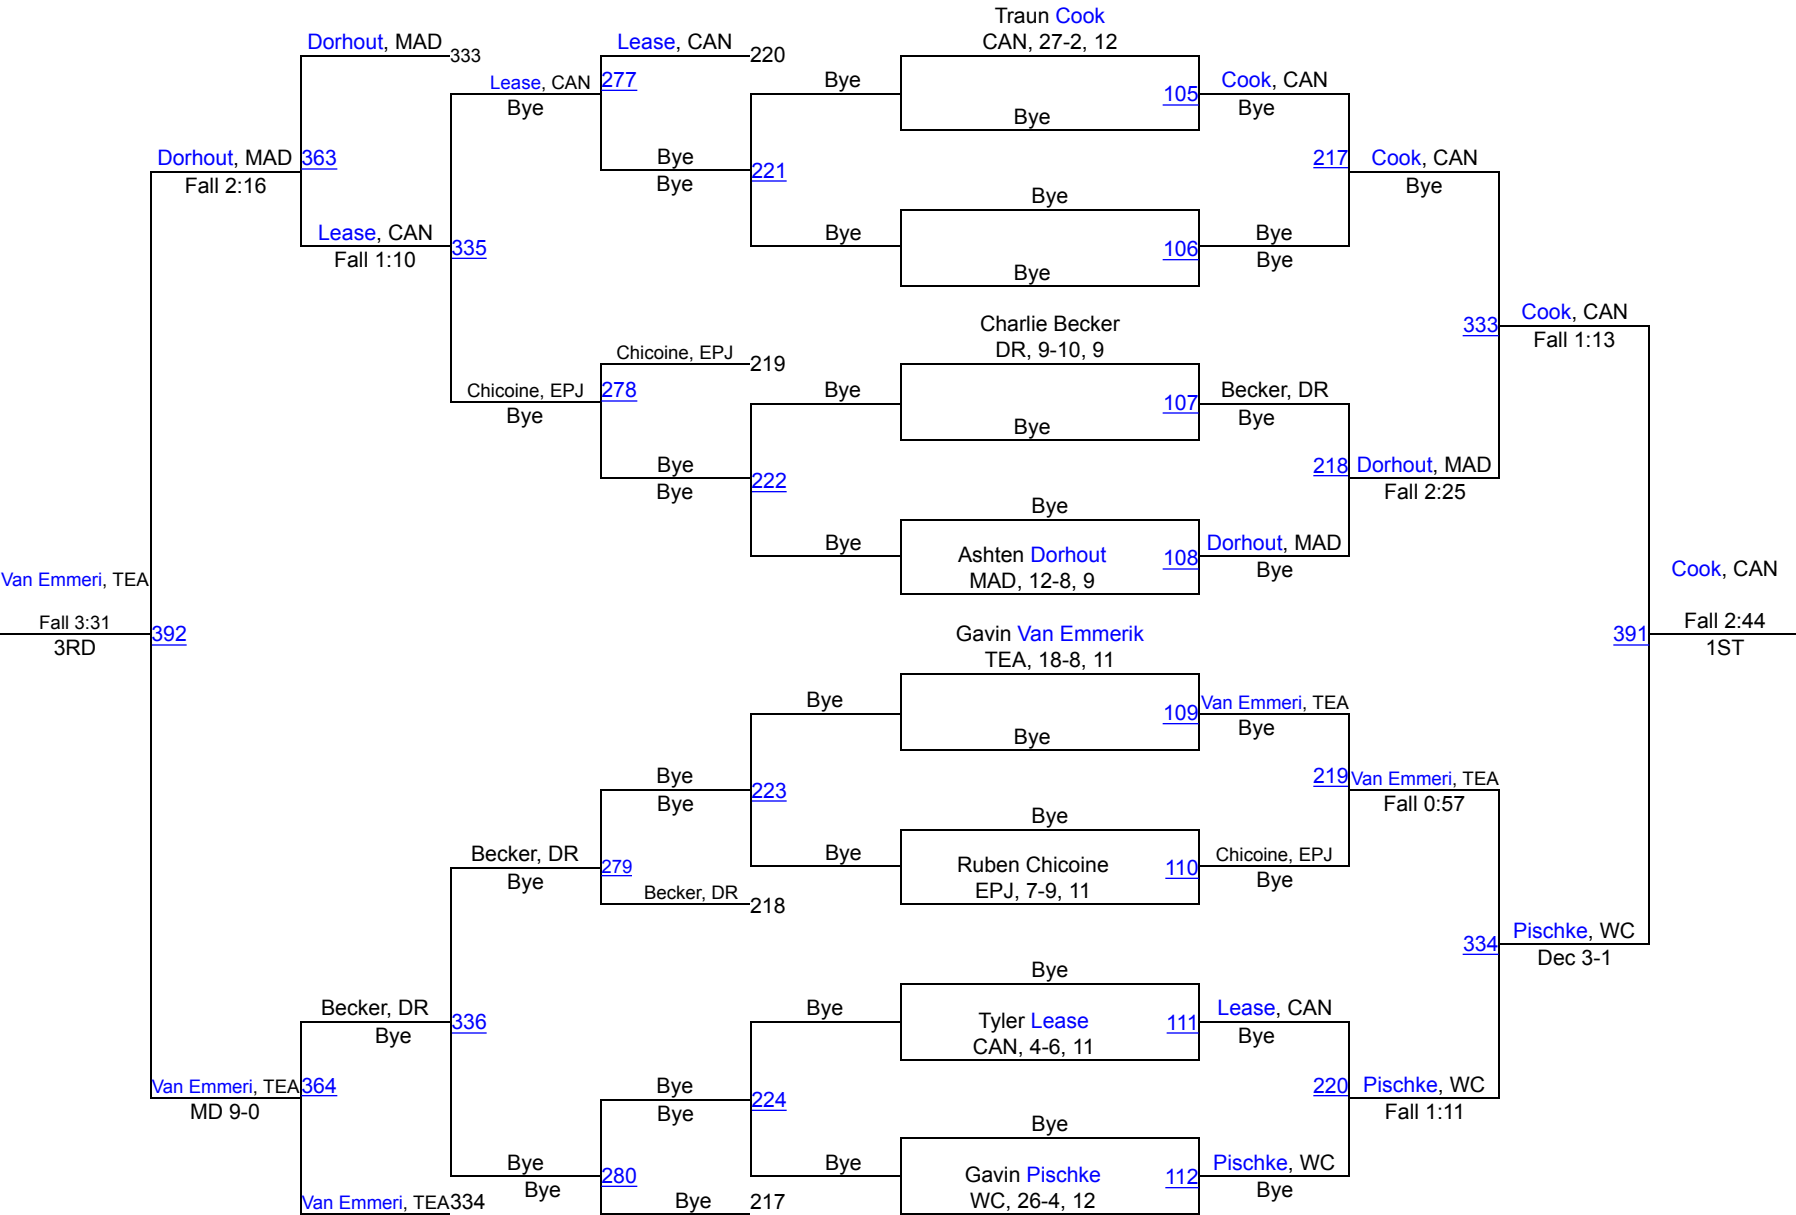 Traun Cook
CAN, 27-2, 12
Dorhout, MAD
333
Lease, CAN
220
Lease, CAN
277
Bye
Bye
105
Cook, CAN
Bye
Bye
Bye
Dorhout, MAD
363
Fall 2:16
Bye
221
Bye
217
Cook, CAN
Bye
Bye
Lease, CAN
335
Fall 1:10
Bye
106
Bye
Bye
Bye
Charlie Becker
DR, 9-10, 9
333
Cook, CAN
Fall 1:13
Chicoine, EPJ
219
Chicoine, EPJ
278
Bye
Bye
107
Becker, DR
Bye
Bye
Bye
222
Bye
218
Dorhout, MAD
Fall 2:25
Bye
Bye
Ashten Dorhout
108
MAD, 12-8, 9
Dorhout, MAD
Bye
Van Emmeri, TEA
Fall 3:31
392
3RD
Cook, CAN
391
Fall 2:44
1ST
Gavin Van Emmerik
TEA, 18-8, 11
Bye
109
Van Emmeri, TEA
Bye
Bye
Bye
223
Bye
219
Van Emmeri, TEA
Fall 0:57
Bye
Becker, DR
279
Bye
Bye
Ruben Chicoine
110
EPJ, 7-9, 11
Chicoine, EPJ
Bye
Becker, DR
218
334
Pischke, WC
Dec 3-1
Bye
Becker, DR
336
Bye
Bye
Tyler Lease
111
CAN, 4-6, 11
Lease, CAN
Bye
Van Emmeri, TEA
364
MD 9-0
Bye
224
Bye
220
Pischke, WC
Fall 1:11
Bye
Bye
280
Bye
Bye
Gavin Pischke
112
WC, 26-4, 12
Pischke, WC
Bye
Van Emmeri, TEA
334
Bye
217